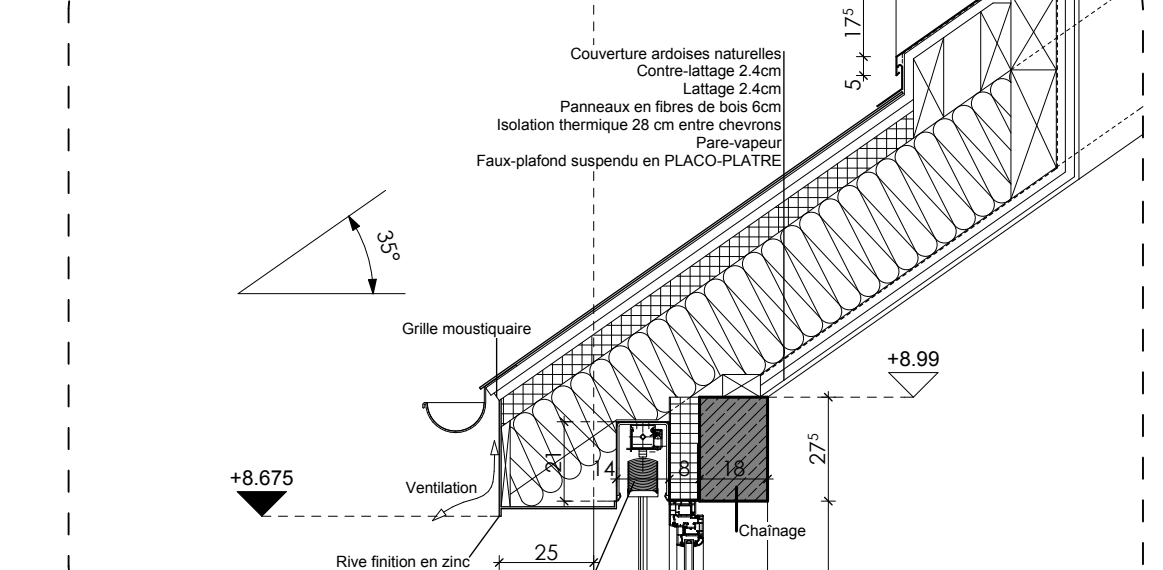 17⁵
5
Couverture ardoises naturelles
Contre-lattage 2.4cm
Lattage 2.4cm
Panneaux en fibres de bois 6cm
Isolation thermique 28 cm entre chevrons
Pare-vapeur
Faux-plafond suspendu en PLACO-PLATRE
35°
Grille moustiquaire
+8.99
27⁵
21
14
8
18
+8.675
Ventilation
Chaînage
25
Rive finition en zinc